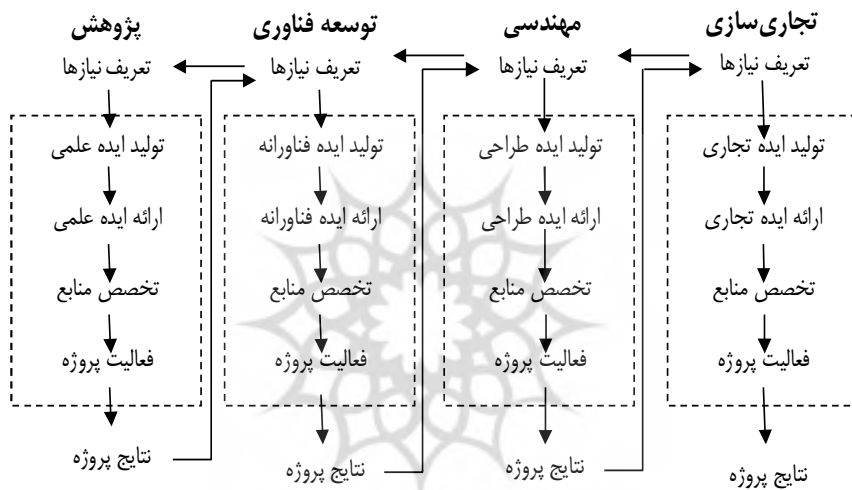 تجاری‌سازی
مهندسی
توسعه فناوری
پژوهش
تعریف نیازها
تعریف نیازها
تعریف نیازها
تعریف نیازها
تولید ایده تجاری
تولید ایده طراحی
تولید ایده فناورانه
تولید ایده علمی
ارائه ایده تجاری
ارائه ایده طراحی
ارائه ایده فناورانه
ارائه ایده علمی
تخصص منابع
تخصص منابع
تخصص منابع
تخصص منابع
فعالیت پروژه
فعالیت پروژه
فعالیت پروژه
فعالیت پروژه
نتایج پروژه
نتایج پروژه
نتایج پروژه
نتایج پروژه